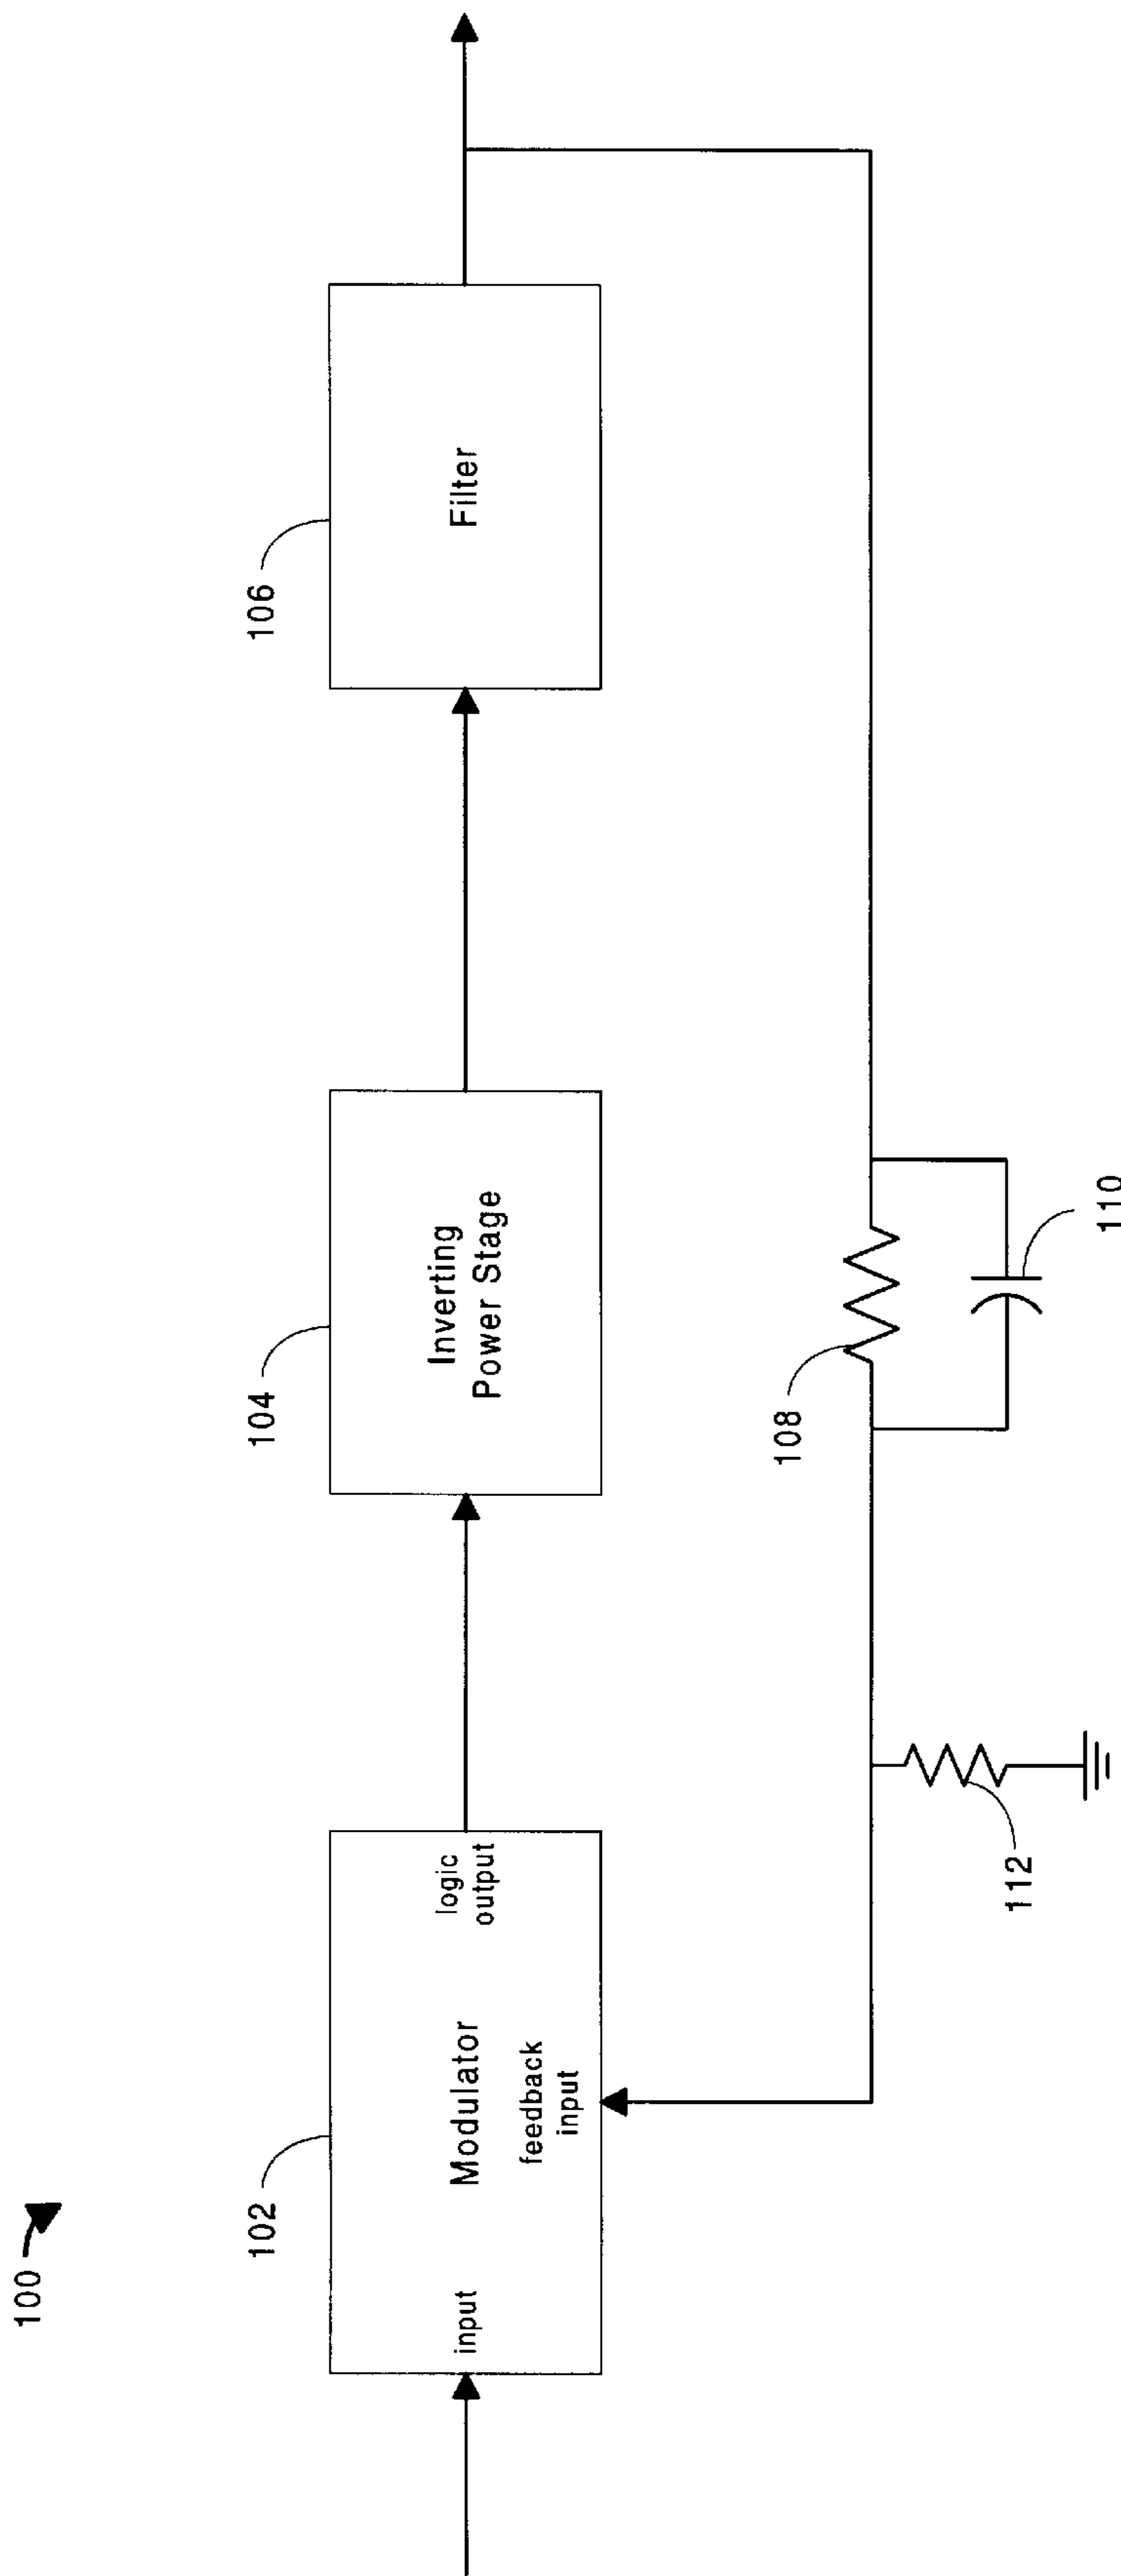 100
102
104
106
input
Modulator
feedback
input
logic
output
Inverting
Power Stage
Filter
108
110
112